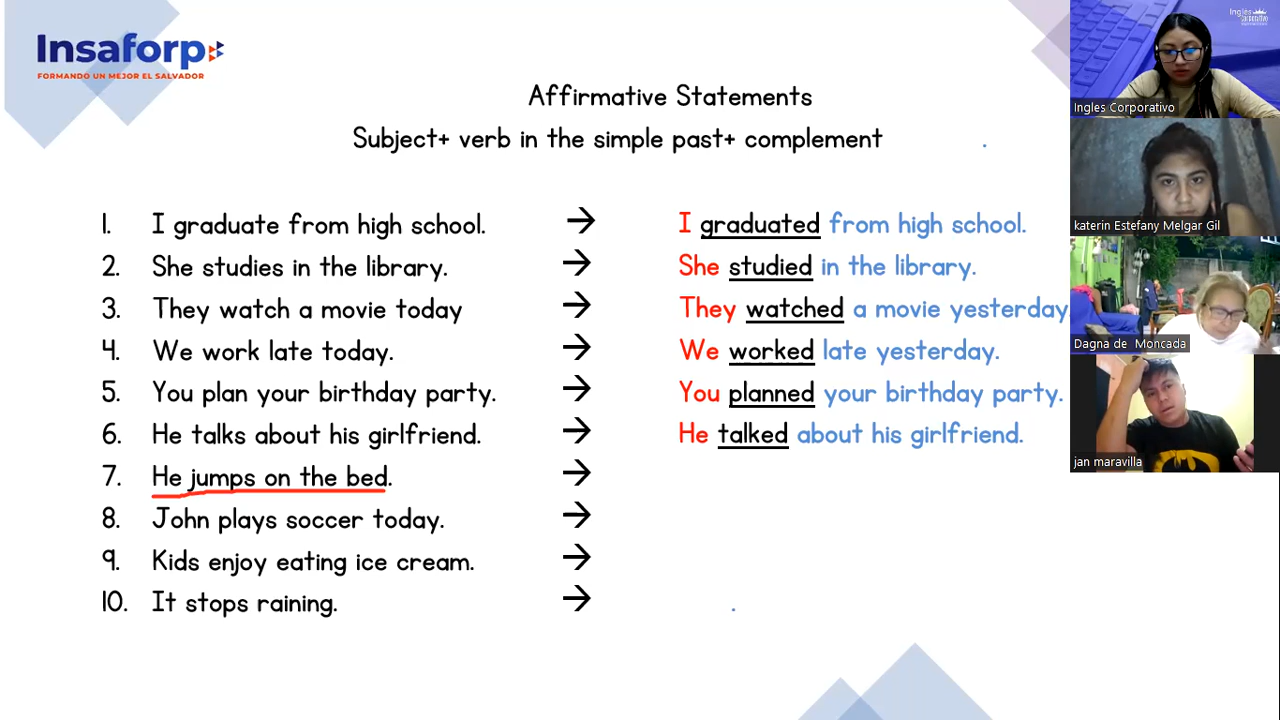 Insaforp
FORMANDO UN MEJOR EL SALVADOR
Affirmative Statements
Subject+ verb in the simple past+ complement
1. I graduate from high school. → I graduated from high school.
2. She studies in the library. → She studied in the library.
3. They watch a movie today → They watched a movie yesterday
4. We work late today. → We worked late yesterday.
5. You plan your birthday party. → You planned your birthday party.
6. He talks about his girlfriend. → He talked about his girlfriend.
7. He jumps on the bed. →
8. John plays soccer today. →
9. Kids enjoy eating ice cream. →
10. It stops raining. → .
Ingles
Ingles Corporativo
katerin Estefany Melgar Gil
Dagna de Moncada
jan maravilla